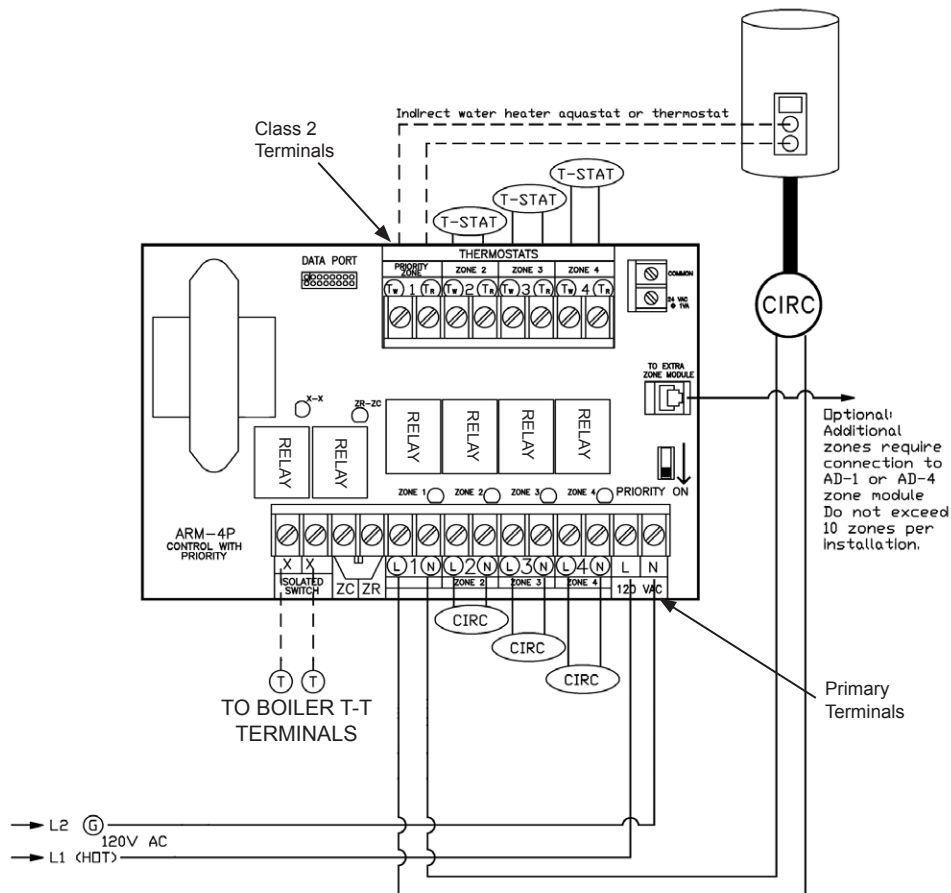 Indirect water heater aquastat or thermostat
Class 2
Terminals
T-STAT
T-STAT
T-STAT
DATA PORT
THERMOSTATS
PRIORITY
ZONE
ZONE 2
ZONE 3
ZONE 4
TW 1 TR TW 2 TR TW 3 TR TW 4 TR
COMMON
24 VAC
@ 1VA
CIRC
TO EXTRA
ZONE MODULE
X-X
ZR-ZC
RELAY
RELAY
RELAY
RELAY
RELAY
RELAY
Optional:
Additional
zones require
connection to
AD-1 or AD-4
zone module
Do not exceed
10 zones per
installation.
PRIORITY ON
ZONE 1
ZONE 2
ZONE 3
ZONE 4
ARM-4P
CONTROL WITH
PRIORITY
X X
ISOLATED
SWITCH
ZC ZR
L 1 N L 2 N L 3 N L 4 N L N
ZONE 2
ZONE 3
ZONE 4
120 VAC
CIRC
CIRC
CIRC
T T
TO BOILER T-T
TERMINALS
Primary
Terminals
L2 G
120V AC
L1 (HOT)